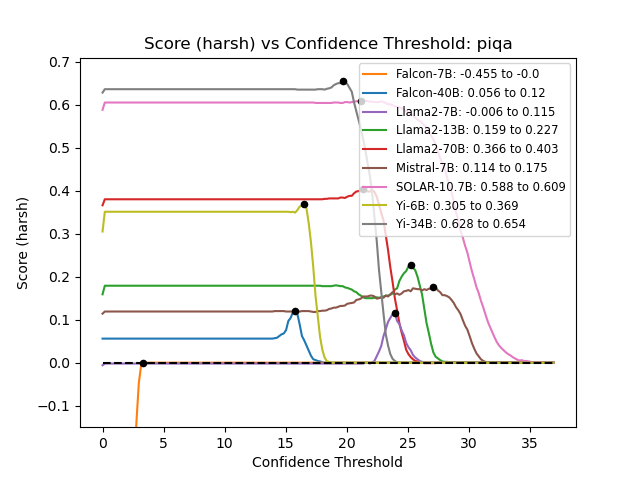 Score (harsh) vs Confidence Threshold: piqa
0.7
0.6
0.5
0.4
0.3
0.2
0.1
0.0
−0.1
Score (harsh)
Falcon-7B: -0.455 to -0.0
Falcon-40B: 0.056 to 0.12
Llama2-7B: -0.006 to 0.115
Llama2-13B: 0.159 to 0.227
Llama2-70B: 0.366 to 0.403
Mistral-7B: 0.114 to 0.175
SOLAR-10.7B: 0.588 to 0.609
Yi-6B: 0.305 to 0.369
Yi-34B: 0.628 to 0.654
0 5 10 15 20 25 30 35
Confidence Threshold